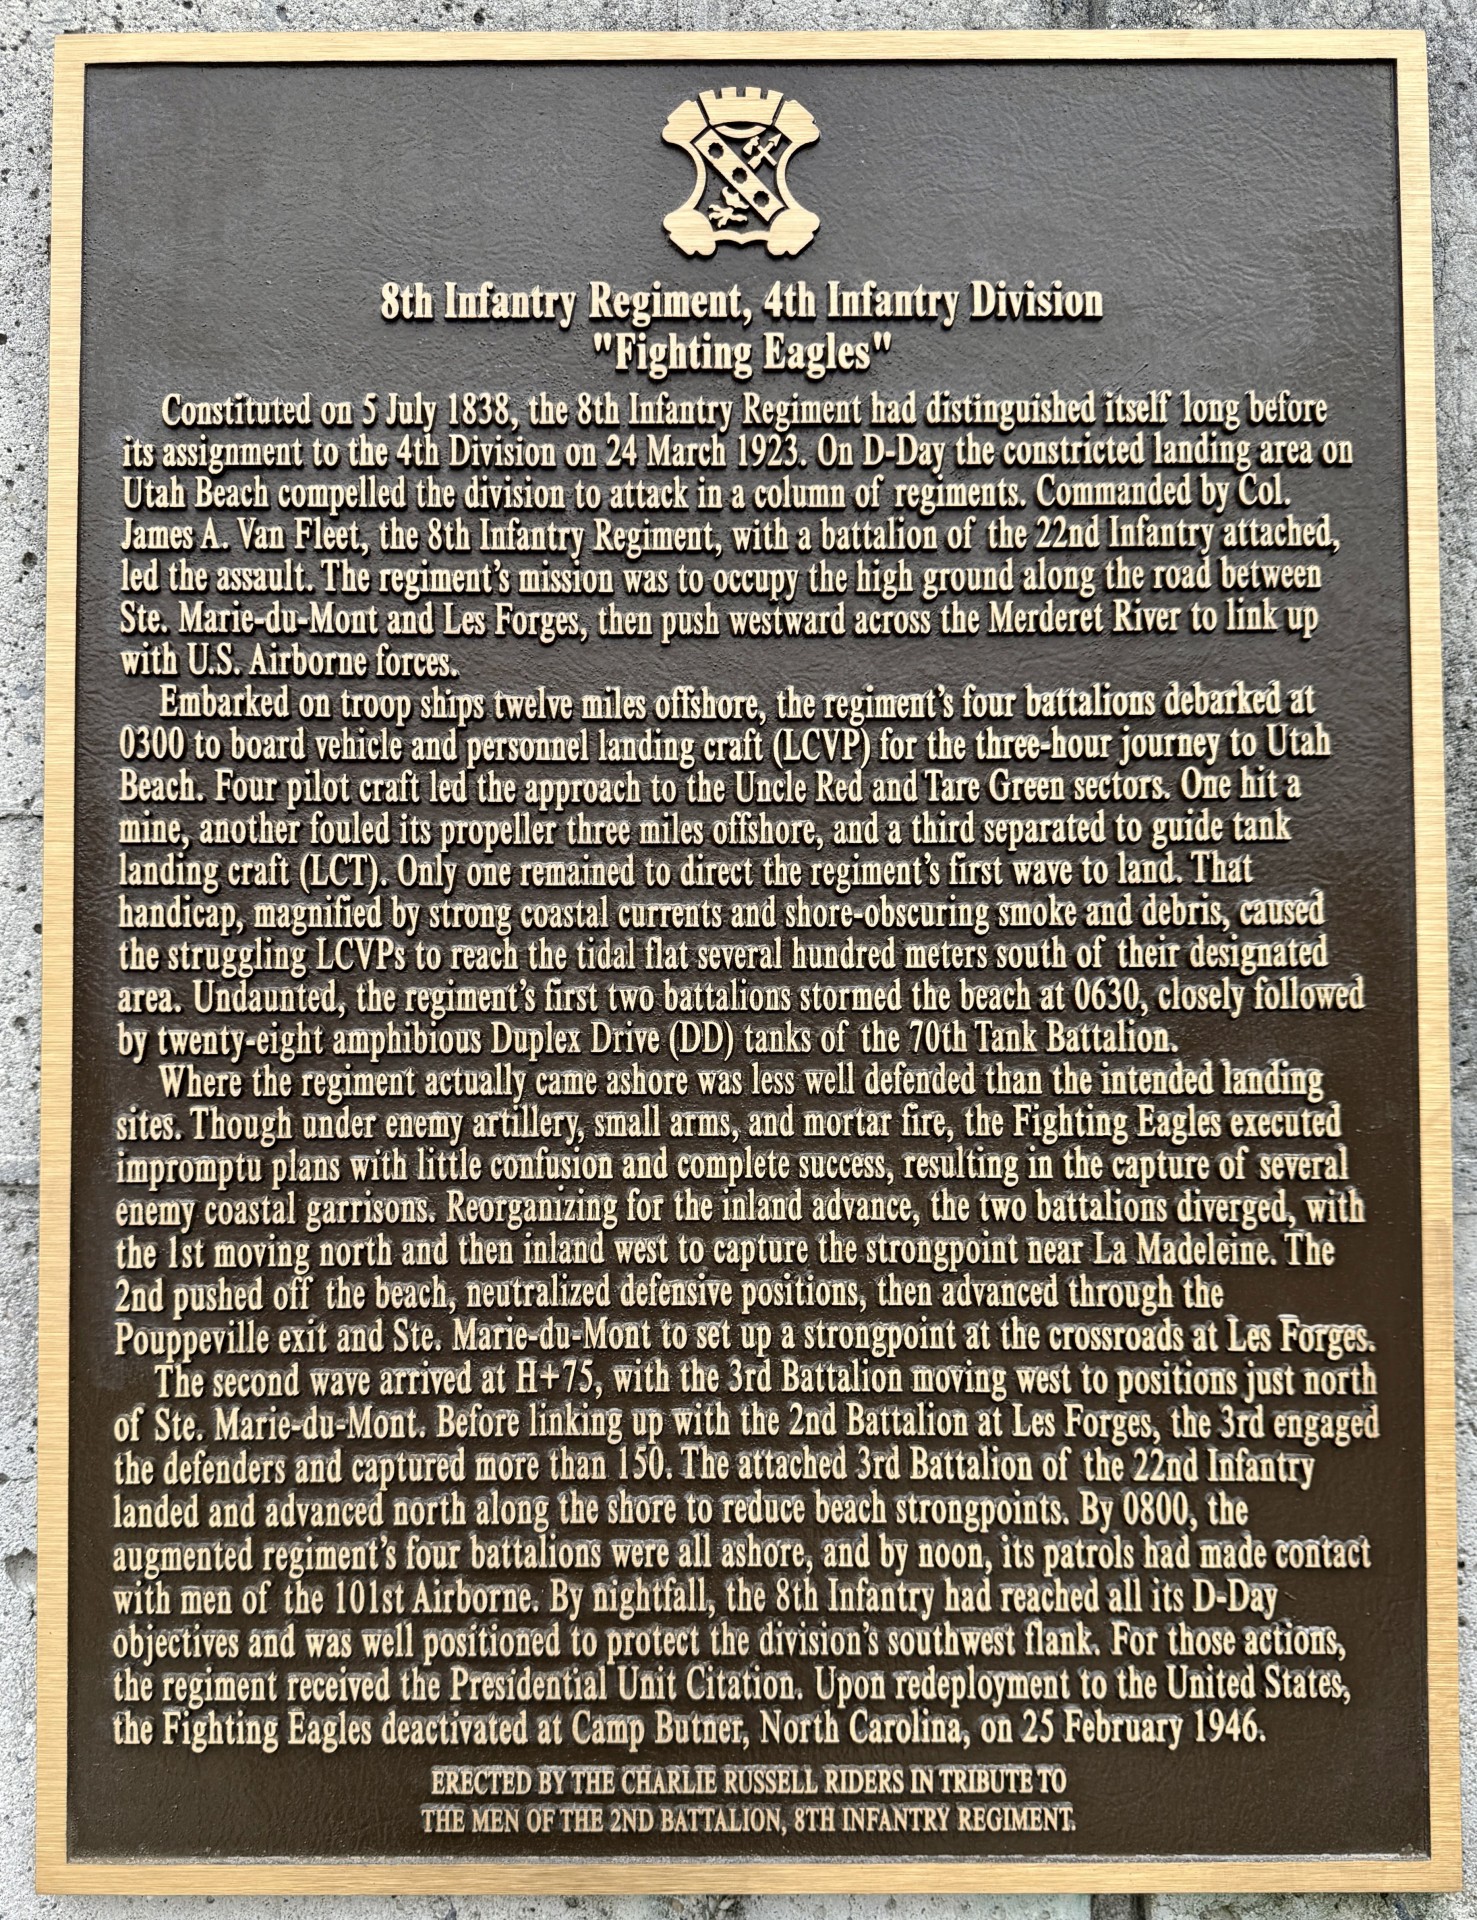 8th Infantry Regiment, 4th Infantry Division
"Fighting Eagles"
Constituted on 5 July 1838, the 8th Infantry Regiment had distinguished itself long before
its assignment to the 4th Division on 24 March 1923. On D-Day the constricted landing area on
Utah Beach compelled the division to attack in a column of regiments. Commanded by Col.
James A. Van Fleet, the 8th Infantry Regiment, with a battalion of the 22nd Infantry attached,
led the assault. The regiment's mission was to occupy the high ground along the road between
Ste. Marie-du-Mont and Les Forges, then push westward across the Merderet River to link up
with U.S. Airborne forces.
Embarked on troop ships twelve miles offshore, the regiment's four battalions debarked at
0300 to board vehicle and personnel landing craft (LCVP) for the three-hour journey to Utah
Beach. Four pilot craft led the approach to the Uncle Red and Tare Green sectors. One hit a
mine, another fouled its propeller three miles offshore, and a third separated to guide tank
landing craft (LCT). Only one remained to direct the regiment's first wave to land. That
handicap, magnified by strong coastal currents and shore-obscuring smoke and debris, caused
the struggling LCVPs to reach the tidal flat several hundred meters south of their designated
area. Undaunted, the regiment's first two battalions stormed the beach at 0630, closely followed
by twenty-eight amphibious Duplex Drive (DD) tanks of the 70th Tank Battalion.
Where the regiment actually came ashore was less well defended than the intended landing
sites. Though under enemy artillery, small arms, and mortar fire, the Fighting Eagles executed
impromptu plans with little confusion and complete success, resulting in the capture of several
enemy coastal garrisons. Reorganizing for the inland advance, the two battalions diverged, with
the 1st moving north and then inland west to capture the strongpoint near La Madeleine. The
2nd pushed off the beach, neutralized defensive positions, then advanced through the
Pouppeville exit and Ste. Marie-du-Mont to set up a strongpoint at the crossroads at Les Forges.
The second wave arrived at H+75, with the 3rd Battalion moving west to positions just north
of Ste. Marie-du-Mont. Before linking up with the 2nd Battalion at Les Forges, the 3rd engaged
the defenders and captured more than 150. The attached 3rd Battalion of the 22nd Infantry
landed and advanced north along the shore to reduce beach strongpoints. By 0800, the
augmented regiment's four battalions were all ashore, and by noon, its patrols had made contact
with men of the 101st Airborne. By nightfall, the 8th Infantry had reached all its D-Day
objectives and was well positioned to protect the division's southwest flank. For those actions,
the regiment received the Presidential Unit Citation. Upon redeployment to the United States,
the Fighting Eagles deactivated at Camp Butner, North Carolina, on 25 February 1946.
ERECTED BY THE CHARLIE RUSSELL RIDERS IN TRIBUTE TO
THE MEN OF THE 2ND BATTALION, 8TH INFANTRY REGIMENT.